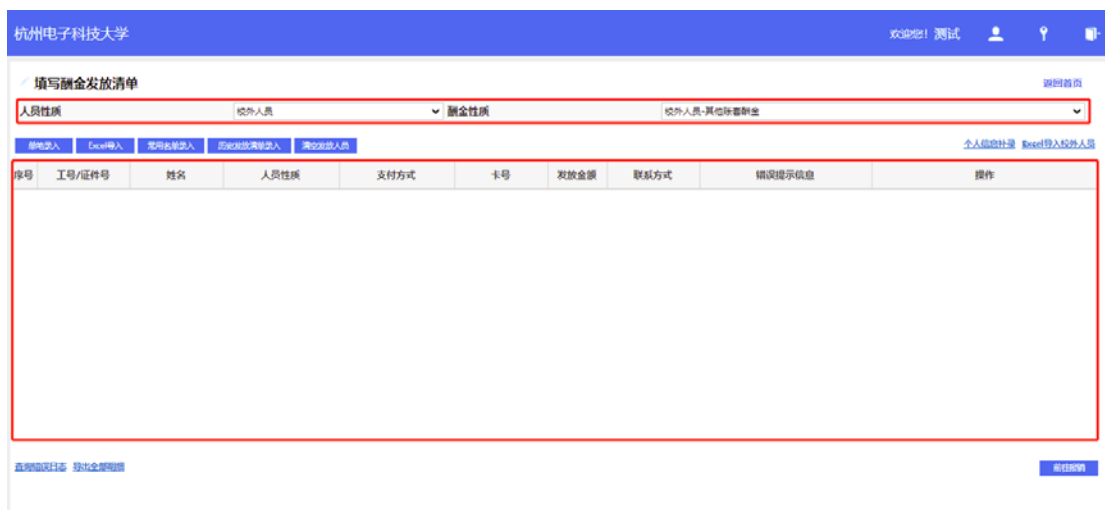 杭州电子科技大学 欢迎您! 测试
填写酬金发放清单 返回首页
人员性质 校外人员 酬金性质 校外人员-其他账套酬金
单笔录入 Excel导入 常用名单录入 历史发放清单录入 清空发放人员 个人信息补录 Excel导入校外人员
序号 工号/证件号 姓名 人员性质 支付方式 卡号 发放金额 联系方式 错误提示信息 操作
查询错误日志 导出全部明细 前往报销